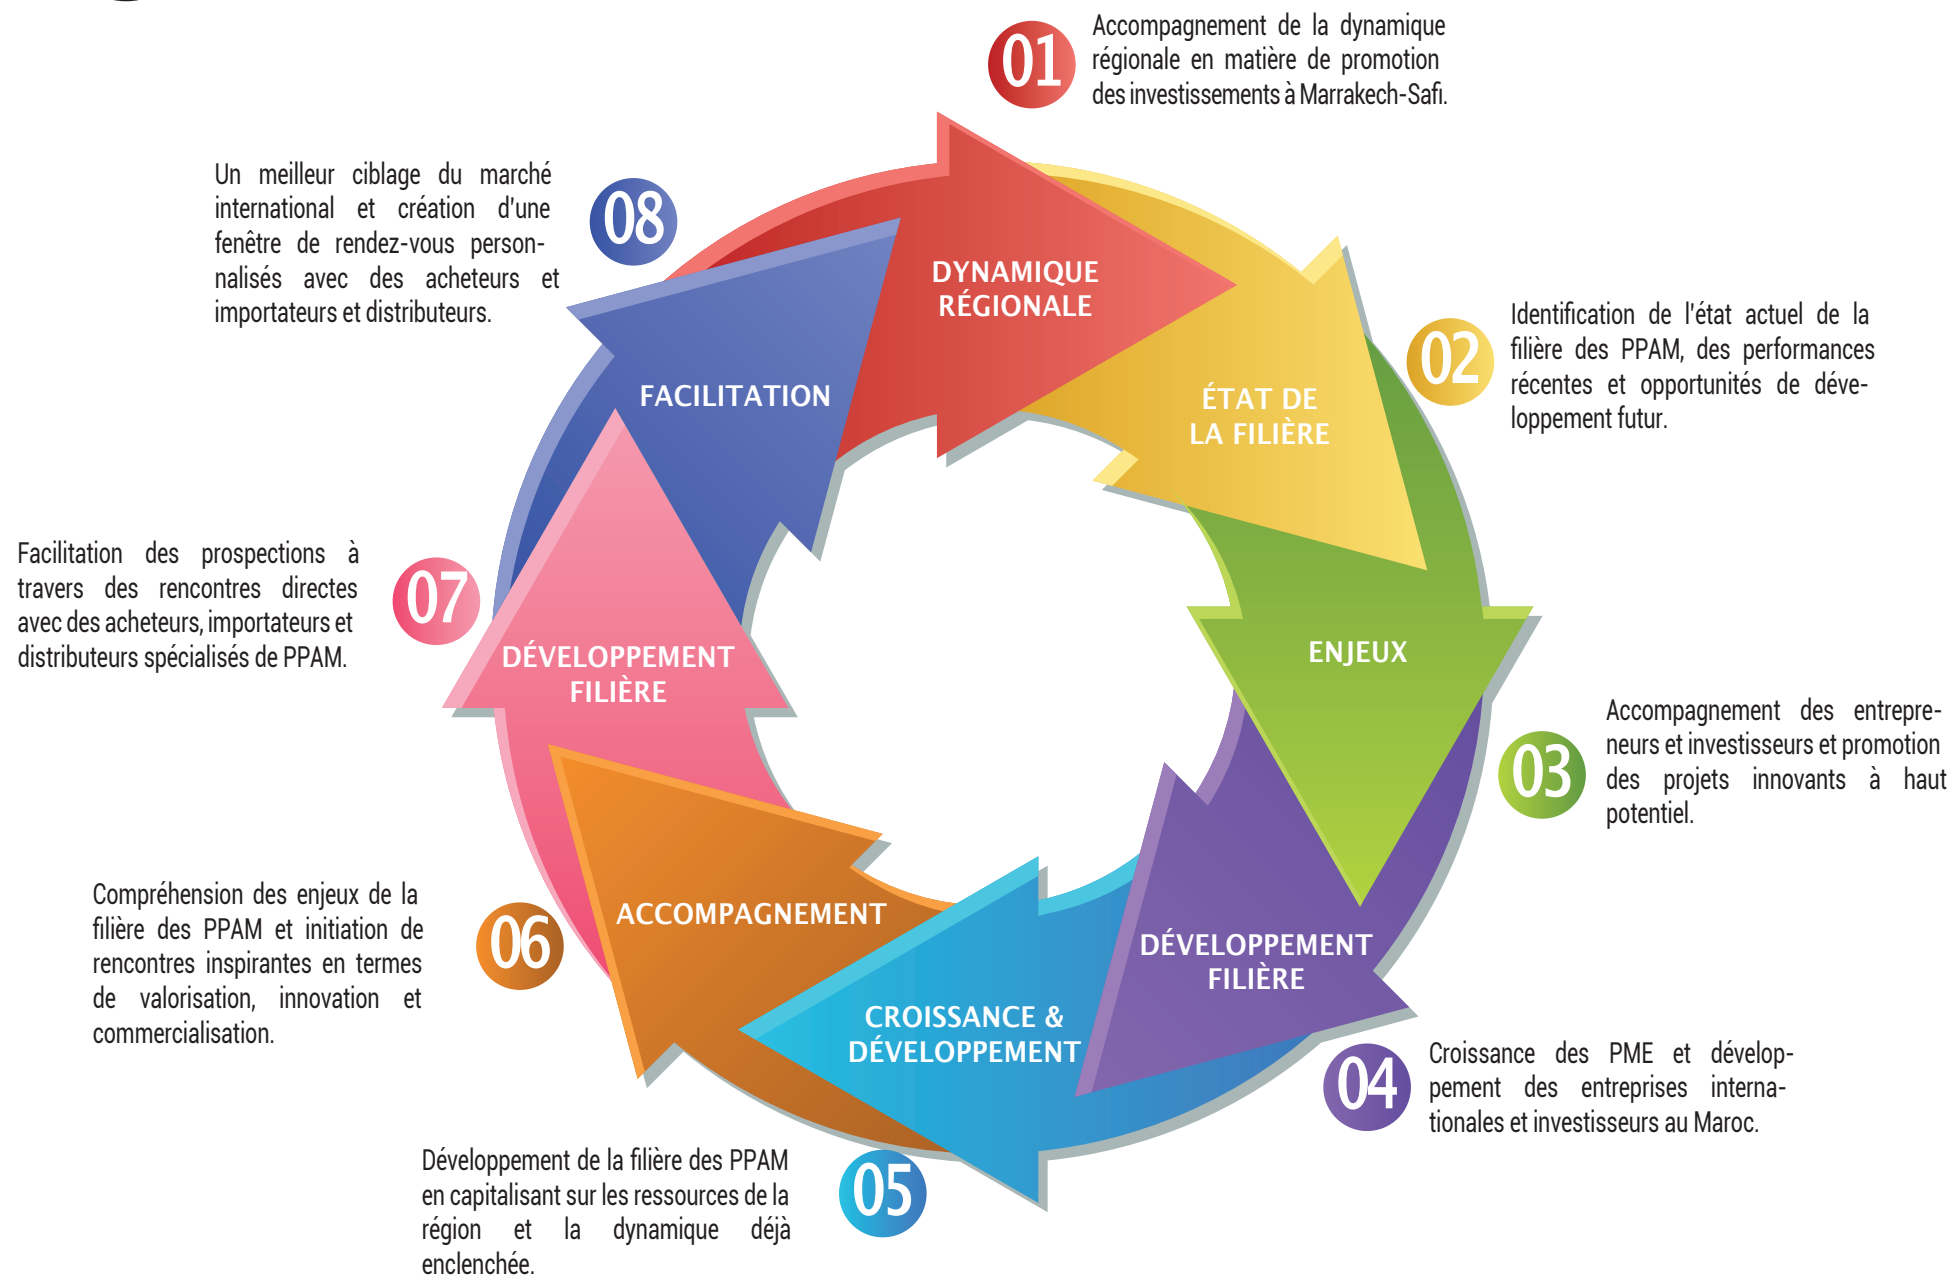 01
Accompagnement de la dynamique
régionale en matière de promotion
des investissements à Marrakech-Safi.
02
Identification de l'état actuel de la
filière des PPAM, des performances
récentes et opportunités de déve-
loppement futur.
03
Accompagnement des entrepre-
neurs et investisseurs et promotion
des projets innovants à haut
potentiel.
04
Croissance des PME et dévelop-
pement des entreprises interna-
tionales et investisseurs au Maroc.
05
Développement de la filière des PPAM
en capitalisant sur les ressources de la
région et la dynamique déjà
enclenchée.
06
Compréhension des enjeux de la
filière des PPAM et initiation de
rencontres inspirantes en termes
de valorisation, innovation et
commercialisation.
07
Facilitation des prospections à
travers des rencontres directes
avec des acheteurs, importateurs et
distributeurs spécialisés de PPAM.
08
Un meilleur ciblage du marché
international et création d'une
fenêtre de rendez-vous person-
nalisés avec des acheteurs et
importateurs et distributeurs.
DYNAMIQUE
RÉGIONALE
ÉTAT DE
LA FILIÈRE
ENJEUX
DÉVELOPPEMENT
FILIÈRE
CROISSANCE &
DÉVELOPPEMENT
ACCOMPAGNEMENT
DÉVELOPPEMENT
FILIÈRE
FACILITATION